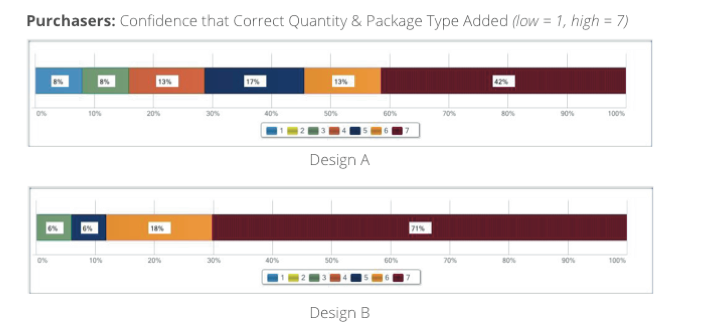 Purchasers: Confidence that Correct Quantity & Package Type Added (low = 1, high = 7)
8% 8% 13% 17% 13% 42%
0% 10% 20% 30% 40% 50% 60% 70% 80% 90% 100%
1 2 3 4 5 6 7
Design A
6% 6% 18% 71%
0% 10% 20% 30% 40% 50% 60% 70% 80% 90% 100%
1 2 3 4 5 6 7
Design B